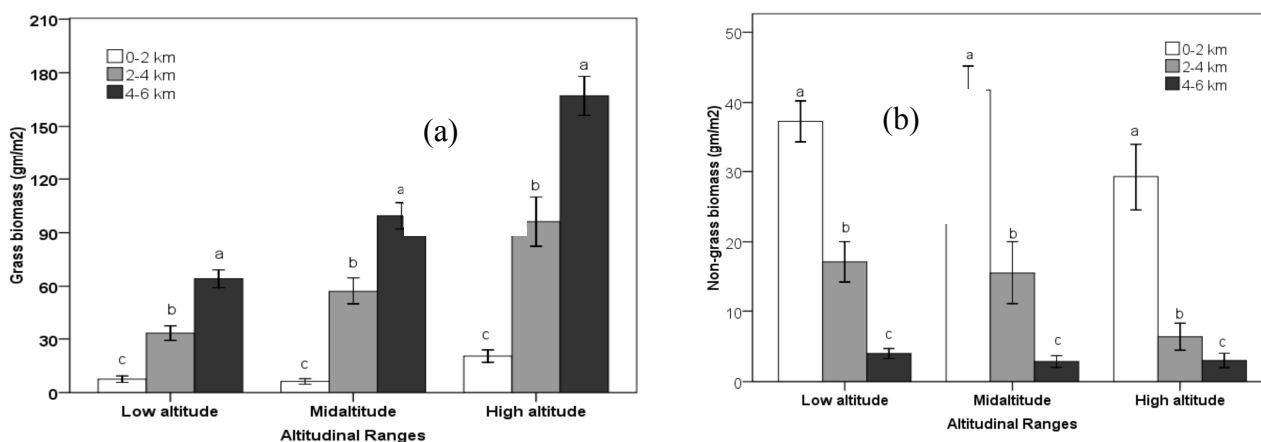 210
180
150
120
90
60
30
0
Grass biomass (gm/m2)
0-2 km
2-4 km
4-6 km
(a)
c
b
a
c
b
a
c
b
a
Low altitude
Midaltitude
High altitude
Altitudinal Ranges
50
40
30
20
10
0
Non-grass biomass (gm/m2)
0-2 km
2-4 km
4-6 km
(b)
a
b
c
a
b
c
a
b
c
Low altitude
Midaltitude
High altitude
Altitudinal Ranges